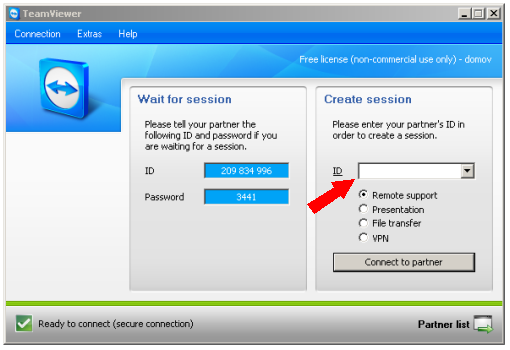 TeamViewer
Connection Extras Help
Free license (non-commercial use only) - domov
Wait for session
Please tell your partner the
following ID and password if you
are waiting for a session.
ID 209 834 996
Password 3441
Create session
Please enter your partner's ID in
order to create a session.
ID
Remote support
Presentation
File transfer
VPN
Connect to partner
Ready to connect (secure connection)
Partner list